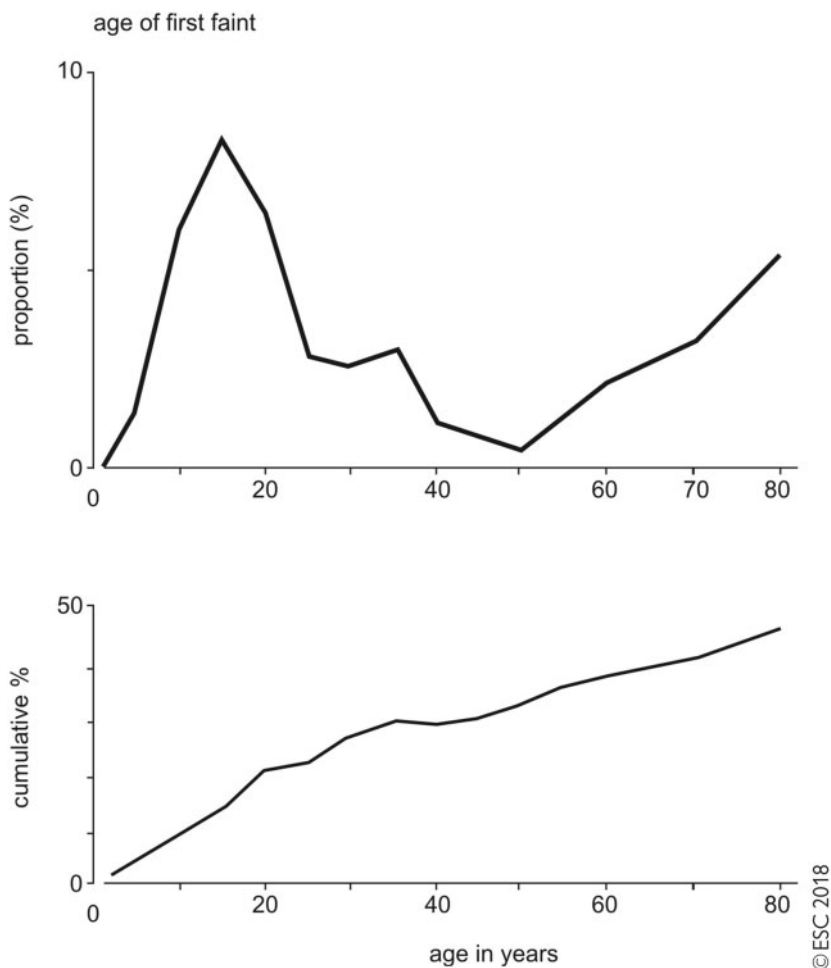 age of first faint
10
proportion (%)
0
0 20 40 60 70 80
50
cumulative %
0
0 20 40 60 80
age in years
© ESC 2018